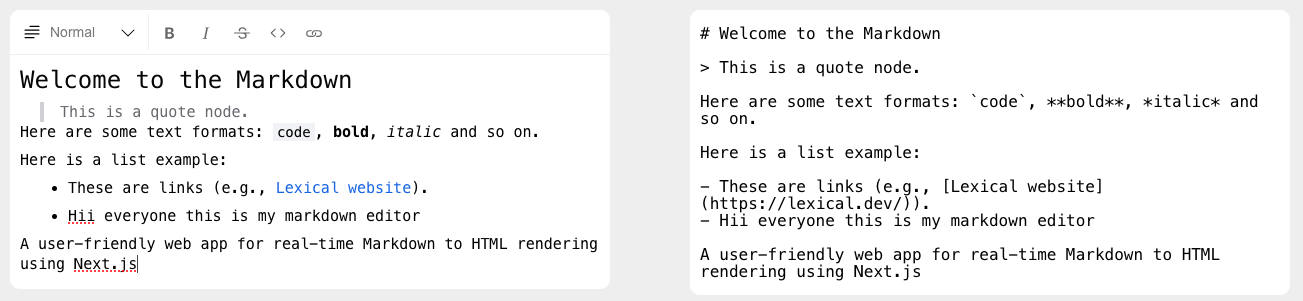 Normal B I S <>
Welcome to the Markdown
This is a quote node.
Here are some text formats: code, bold, italic and so on.
Here is a list example:
• These are links (e.g., Lexical website).
• Hii everyone this is my markdown editor
A user-friendly web app for real-time Markdown to HTML rendering
using Next.js
# Welcome to the Markdown
> This is a quote node.
Here are some text formats: `code`, **bold**, *italic* and
so on.
Here is a list example:
- These are links (e.g., [Lexical website]
(https://lexical.dev/)).
- Hii everyone this is my markdown editor
A user-friendly web app for real-time Markdown to HTML
rendering using Next.js